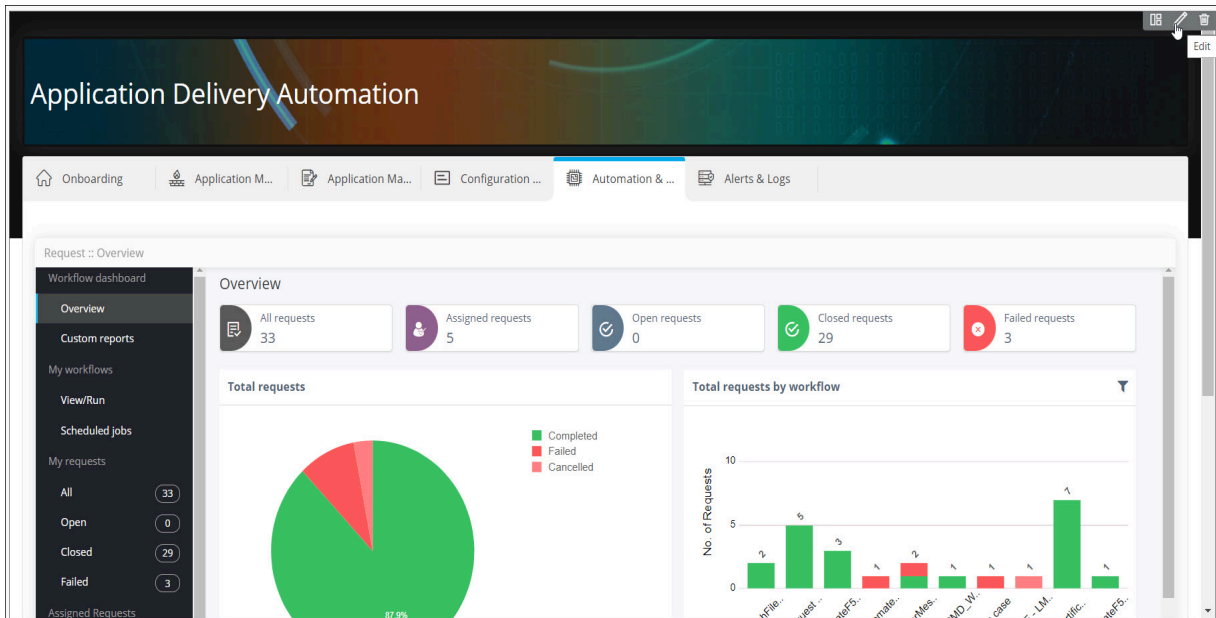 Edit
Application Delivery Automation
Onboarding
Application M...
Application Ma...
Configuration ...
Automation & ...
Alerts & Logs
Request :: Overview
Workflow dashboard
Overview
Custom reports
My workflows
View/Run
Scheduled jobs
My requests
All 33
Open 0
Closed 29
Failed 3
Assigned Requests
Overview
All requests
33
Assigned requests
5
Open requests
0
Closed requests
29
Failed requests
3
Total requests
Completed
Failed
Cancelled
87.9%
Total requests by workflow
No. of Requests
10
5
0
2
5
3
1
2
1
1
1
7
1